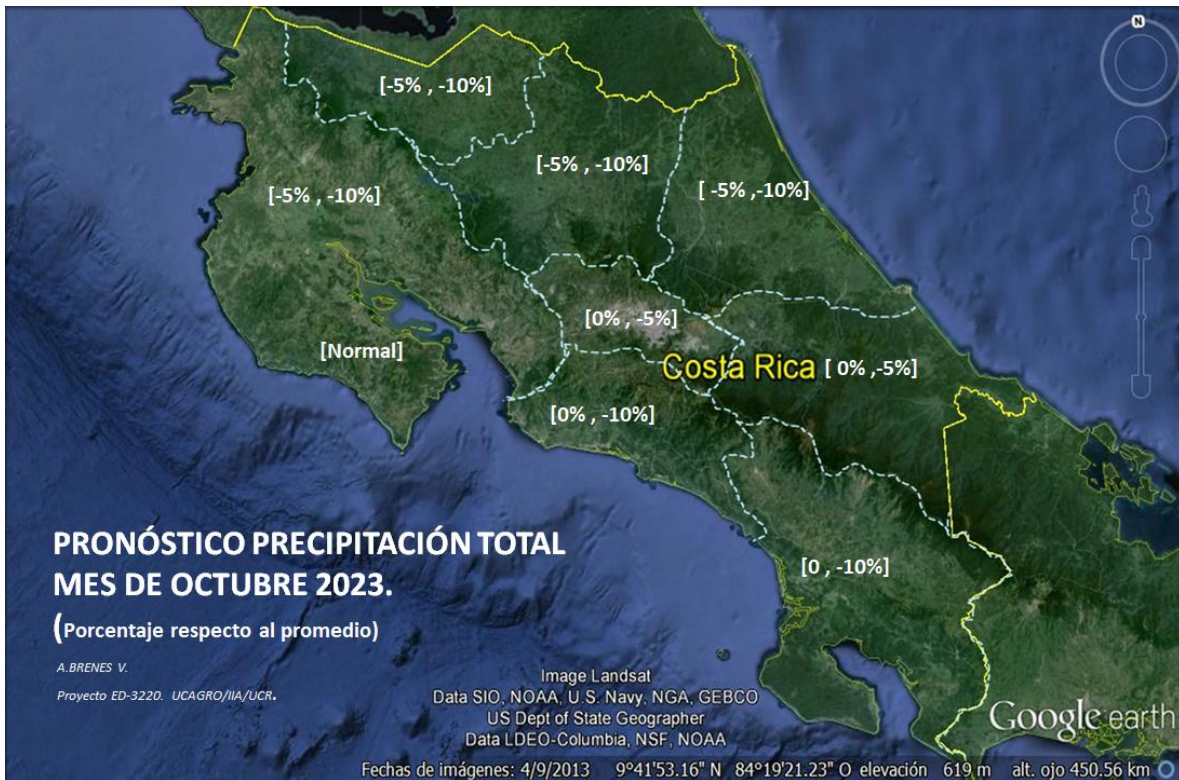 N
[-5% , -10%]
[-5% , -10%]
[-5% , -10%]
[ -5% ,-10%]
[0% , -5%]
[Normal]
Costa Rica
[ 0% ,-5%]
[0% , -10%]
[0 , -10%]
PRONÓSTICO PRECIPITACIÓN TOTAL
MES DE OCTUBRE 2023.
(Porcentaje respecto al promedio)
A.BRENES V.
Proyecto ED-3220. UCAGRO/IIA/UCR.
Image Landsat
Data SIO, NOAA, U.S. Navy, NGA, GEBCO
US Dept of State Geographer
Data LDEO-Columbia, NSF, NOAA
Google earth
Fechas de imágenes: 4/9/2013 9°41'53.16" N 84°19'21.23" O elevación 619 m alt. ojo 450.56 km